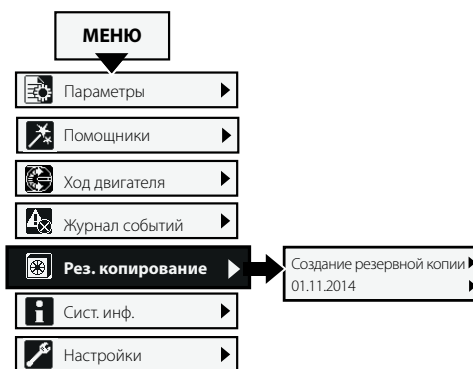 МЕНЮ
Параметры
Помощники
Ход двигателя
Журнал событий
Рез. копирование
Создание резервной копии
01.11.2014
Сист. инф.
Настройки